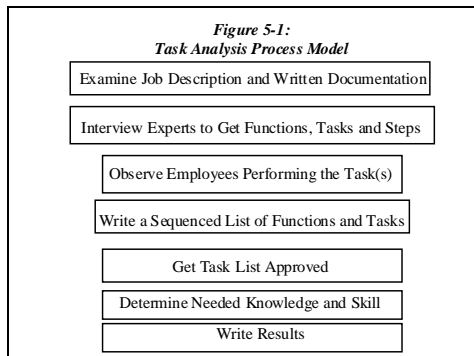 Figure 5-1:
Task Analysis Process Model
Examine Job Description and Written Documentation
Interview Experts to Get Functions, Tasks and Steps
Observe Employees Performing the Task(s)
Write a Sequenced List of Functions and Tasks
Get Task List Approved
Determine Needed Knowledge and Skill
Write Results